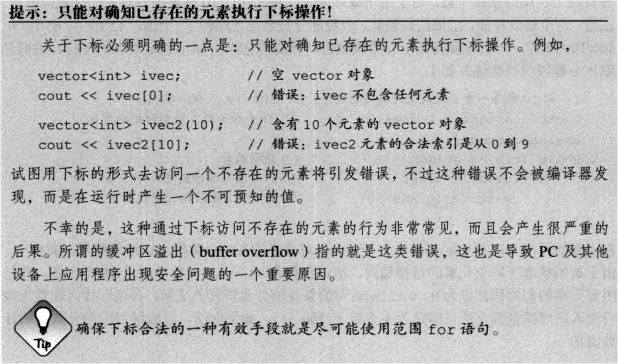 提示：只能对确知已存在的元素执行下标操作！
关于下标必须明确的一点是：只能对确知已存在的元素执行下标操作。例如，
vector<int> ivec; // 空 vector 对象
cout << ivec[0]; // 错误：ivec 不包含任何元素
vector<int> ivec2(10); // 含有 10 个元素的 vector 对象
cout << ivec2[10]; // 错误：ivec2 元素的合法索引是从 0 到 9
试图用下标的形式去访问一个不存在的元素将引发错误，不过这种错误不会被编译器发
现，而是在运行时产生一个不可预知的值。
不幸的是，这种通过下标访问不存在的元素的行为非常常见，而且会产生很严重的
后果。所谓的缓冲区溢出（buffer overflow）指的就是这类错误，这也是导致 PC 及其他
设备上应用程序出现安全问题的一个重要原因。
确保下标合法的一种有效手段就是尽可能使用范围 for 语句。
Tip